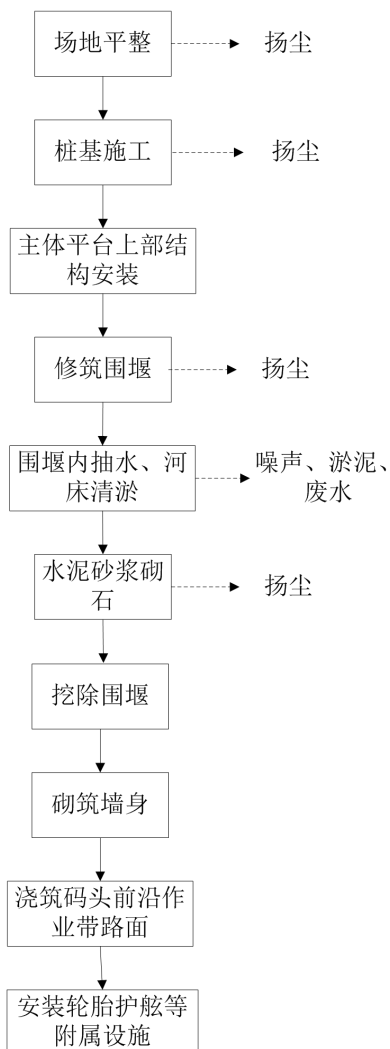 场地平整
扬尘
桩基施工
扬尘
主体平台上部结
构安装
修筑围堰
扬尘
围堰内抽水、河
床清淤
噪声、淤泥、
废水
水泥砂浆砌
石
扬尘
挖除围堰
砌筑墙身
浇筑码头前沿作
业带路面
安装轮胎护舷等
附属设施